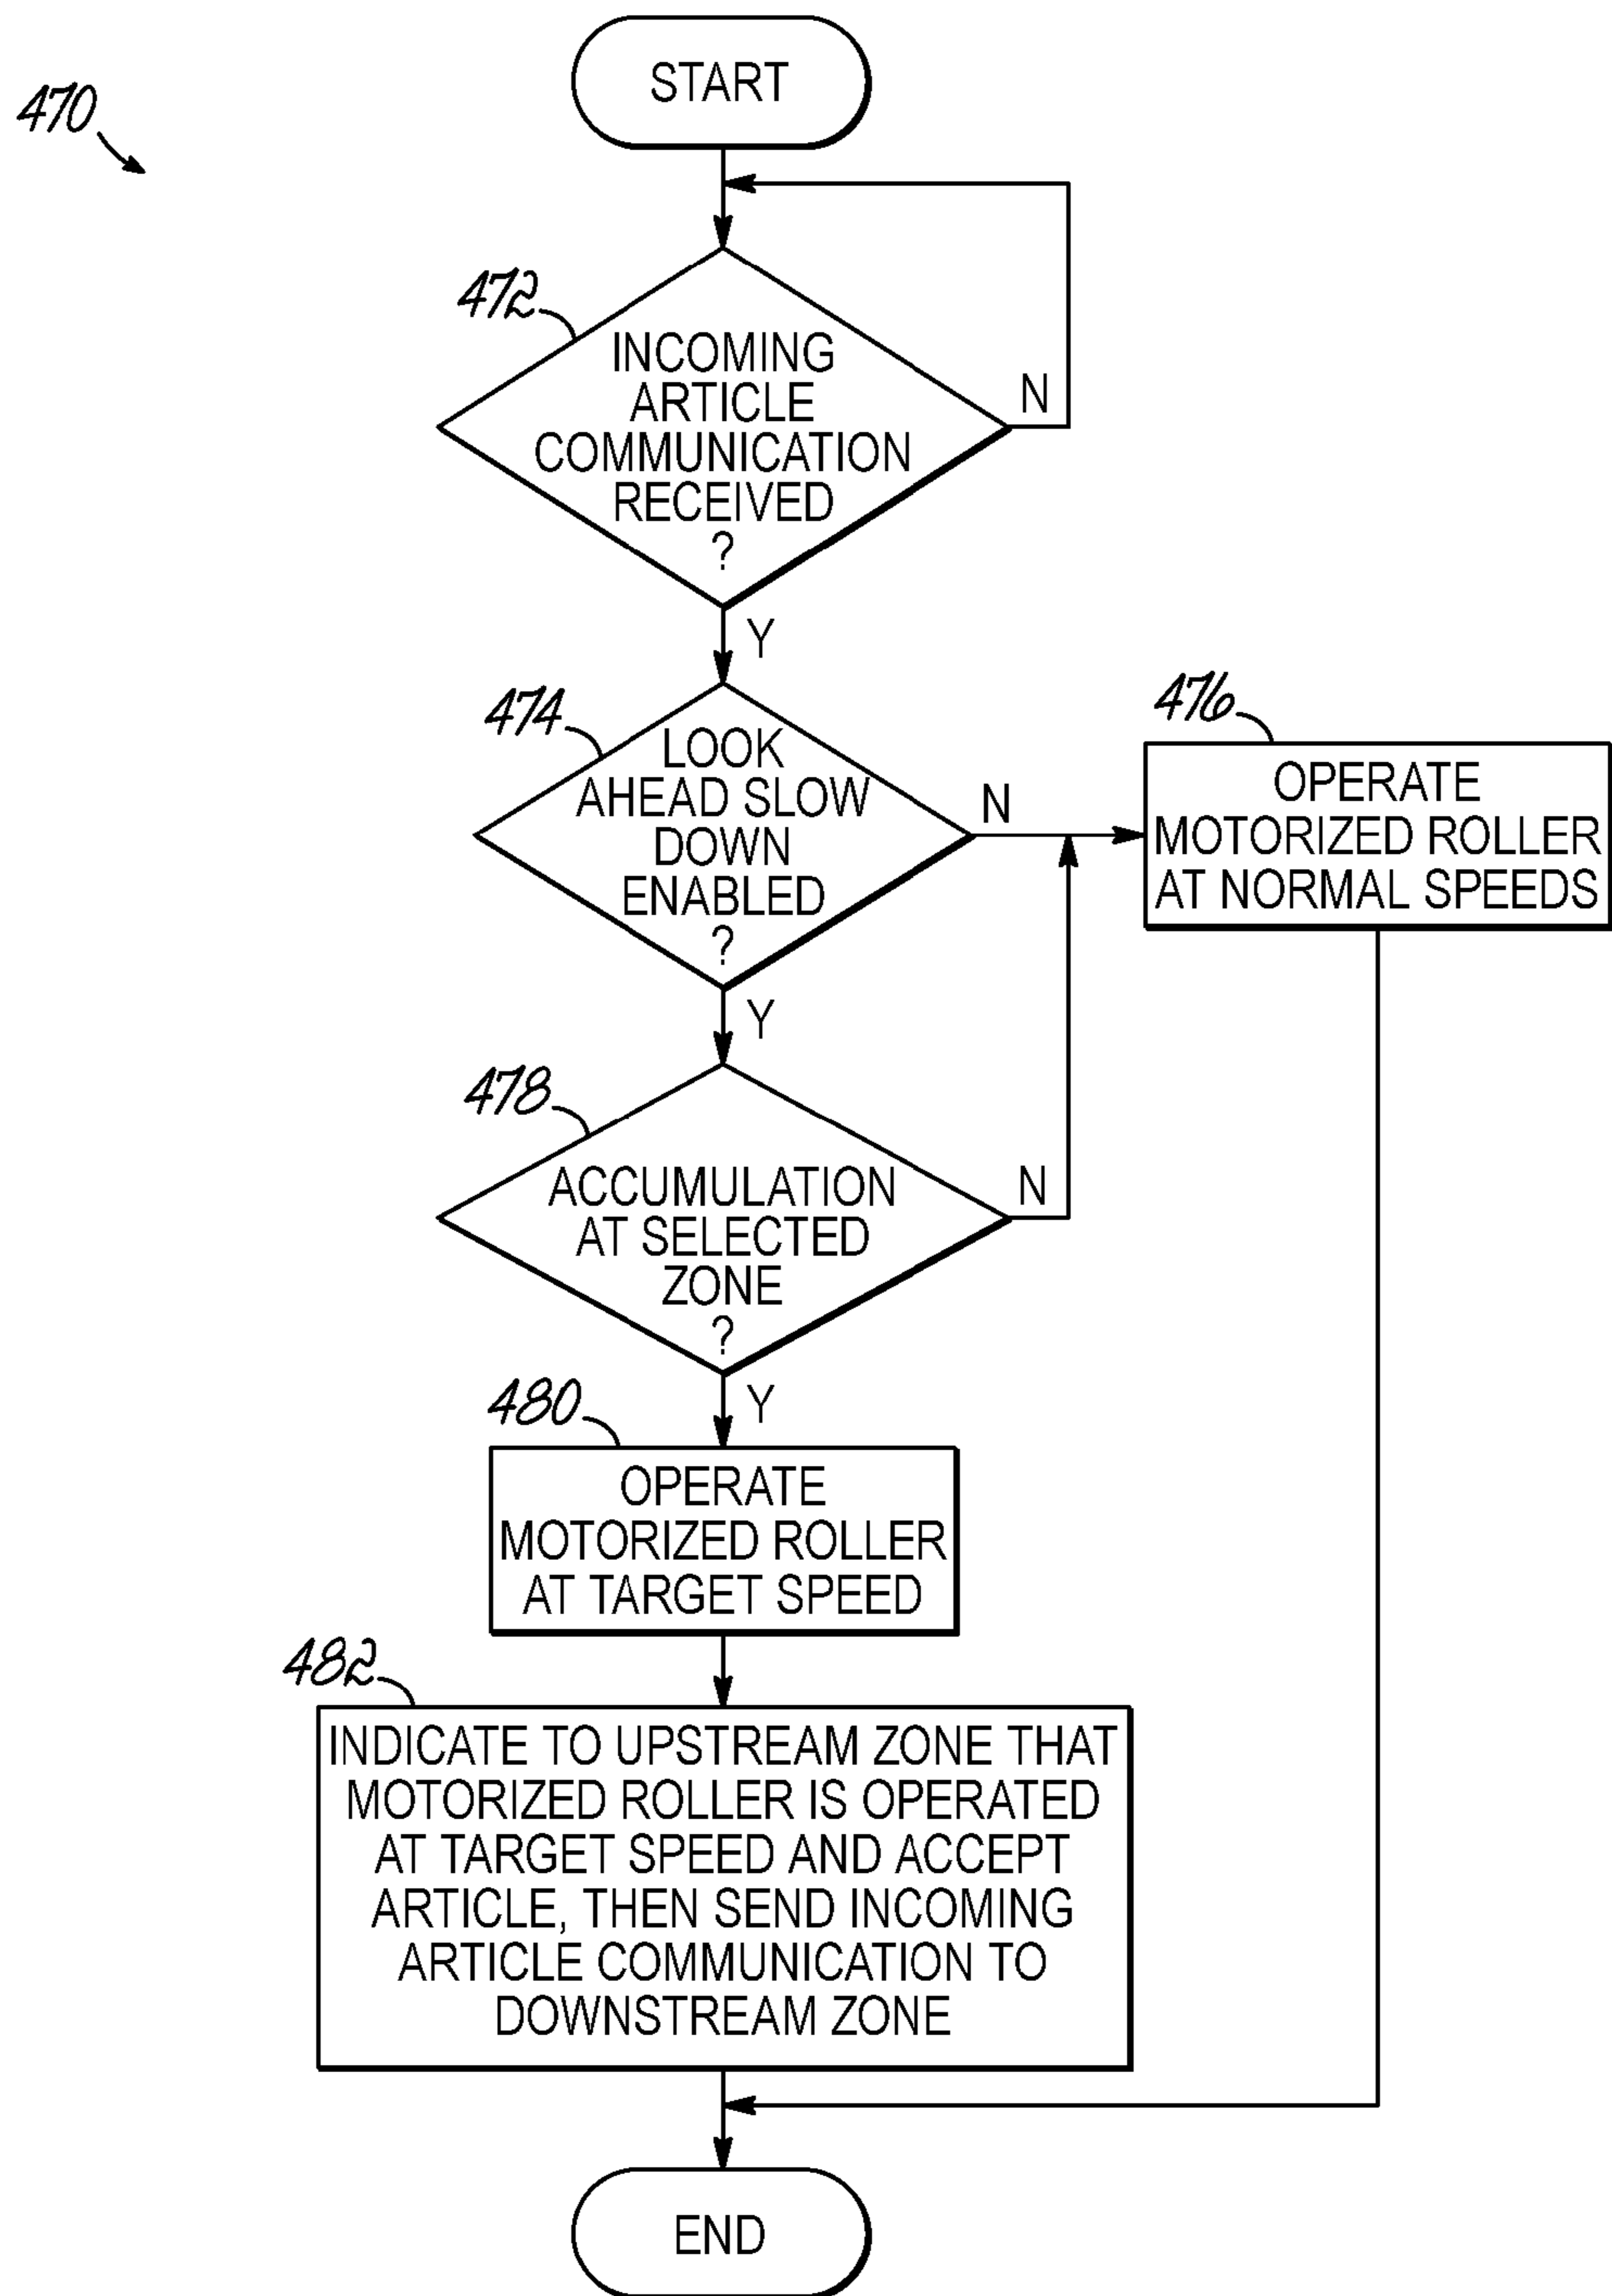 START
470
472
INCOMING
ARTICLE
COMMUNICATION
RECEIVED
?
N
Y
474
LOOK
AHEAD SLOW
DOWN
ENABLED
?
N
476
OPERATE
MOTORIZED ROLLER
AT NORMAL SPEEDS
Y
478
ACCUMULATION
AT SELECTED
ZONE
?
N
Y
480
OPERATE
MOTORIZED ROLLER
AT TARGET SPEED
482
INDICATE TO UPSTREAM ZONE THAT
MOTORIZED ROLLER IS OPERATED
AT TARGET SPEED AND ACCEPT
ARTICLE, THEN SEND INCOMING
ARTICLE COMMUNICATION TO
DOWNSTREAM ZONE
END